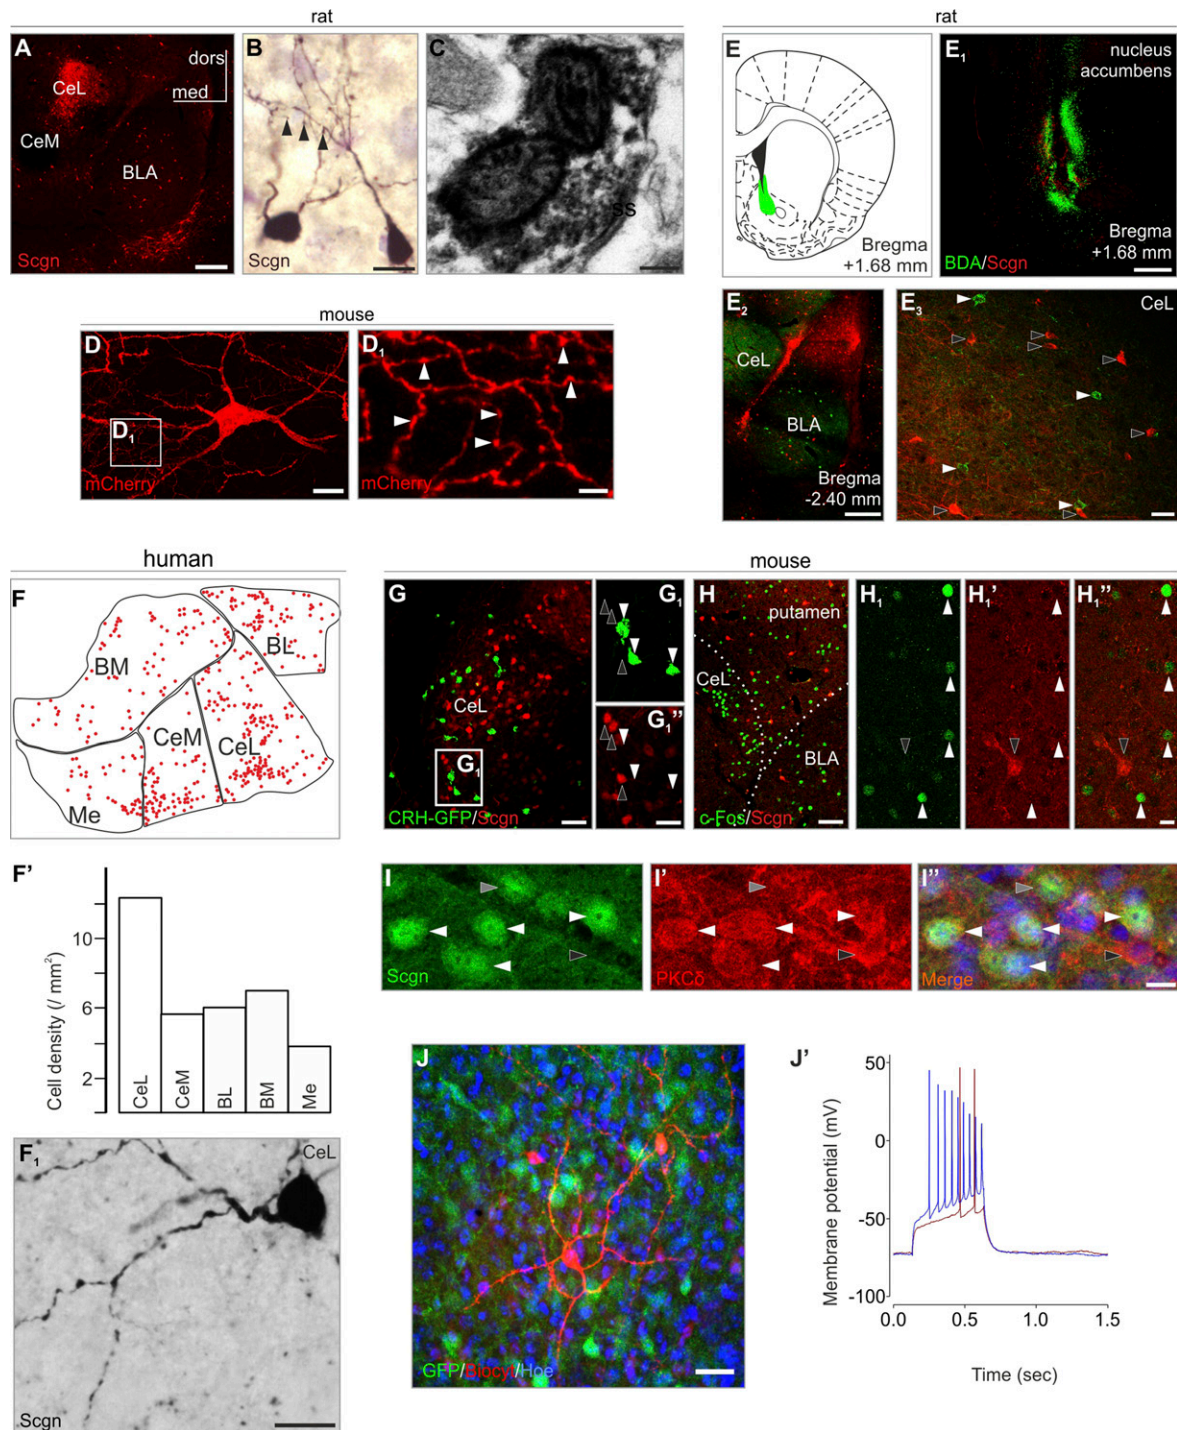 rat
A
dors
med
CeL
CeM
BLA
Scgn
B
Scgn
C
ss
rat
E
Bregma
+1.68 mm
E1
nucleus
accumbens
Bregma
+1.68 mm
BDA/Scgn
mouse
D
D1
mCherry
D1
mCherry
E2
CeL
BLA
Bregma
-2.40 mm
E3
CeL
human
F
BM
BL
CeM
CeL
Me
mouse
G
CeL
G1
CRH-GFP/Scgn
G1
G1”
H
putamen
CeL
BLA
c-Fos/Scgn
H1
H1’
H1”
F’
Cell density (/ mm2)
10
6
2
CeL
CeM
BL
BM
Me
I
Scgn
I’
PKCδ
I”
Merge
F1
CeL
Scgn
J
GFP/Biocyt/Hoe
J’
Membrane potential (mV)
50
0
-50
-100
0.0
0.5
1.0
1.5
Time (sec)